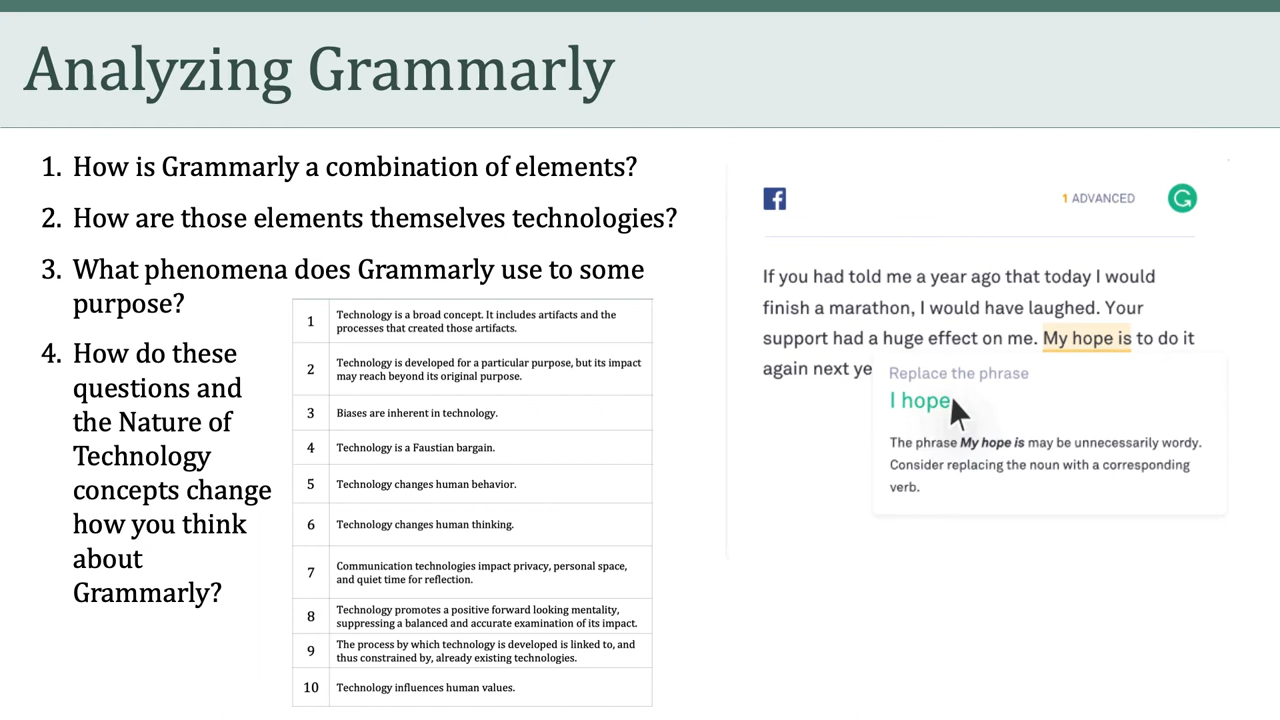 Analyzing Grammarly
1. How is Grammarly a combination of elements?
2. How are those elements themselves technologies?
3. What phenomena does Grammarly use to some
purpose?
4. How do these
questions and
the Nature of
Technology
concepts change
how you think
about
Grammarly?
1 Technology is a broad concept. It includes artifacts and the
processes that created those artifacts.
2 Technology is developed for a particular purpose, but its impact
may reach beyond its original purpose.
3 Biases are inherent in technology.
4 Technology is a Faustian bargain.
5 Technology changes human behavior.
6 Technology changes human thinking.
7 Communication technologies impact privacy, personal space,
and quiet time for reflection.
8 Technology promotes a positive forward looking mentality,
suppressing a balanced and accurate examination of its impact.
9 The process by which technology is developed is linked to, and
thus constrained by, already existing technologies.
10 Technology influences human values.
f 1 ADVANCED G
If you had told me a year ago that today I would
finish a marathon, I would have laughed. Your
support had a huge effect on me. My hope is to do it
again next ye
Replace the phrase
I hope
The phrase My hope is may be unnecessarily wordy.
Consider replacing the noun with a corresponding
verb.